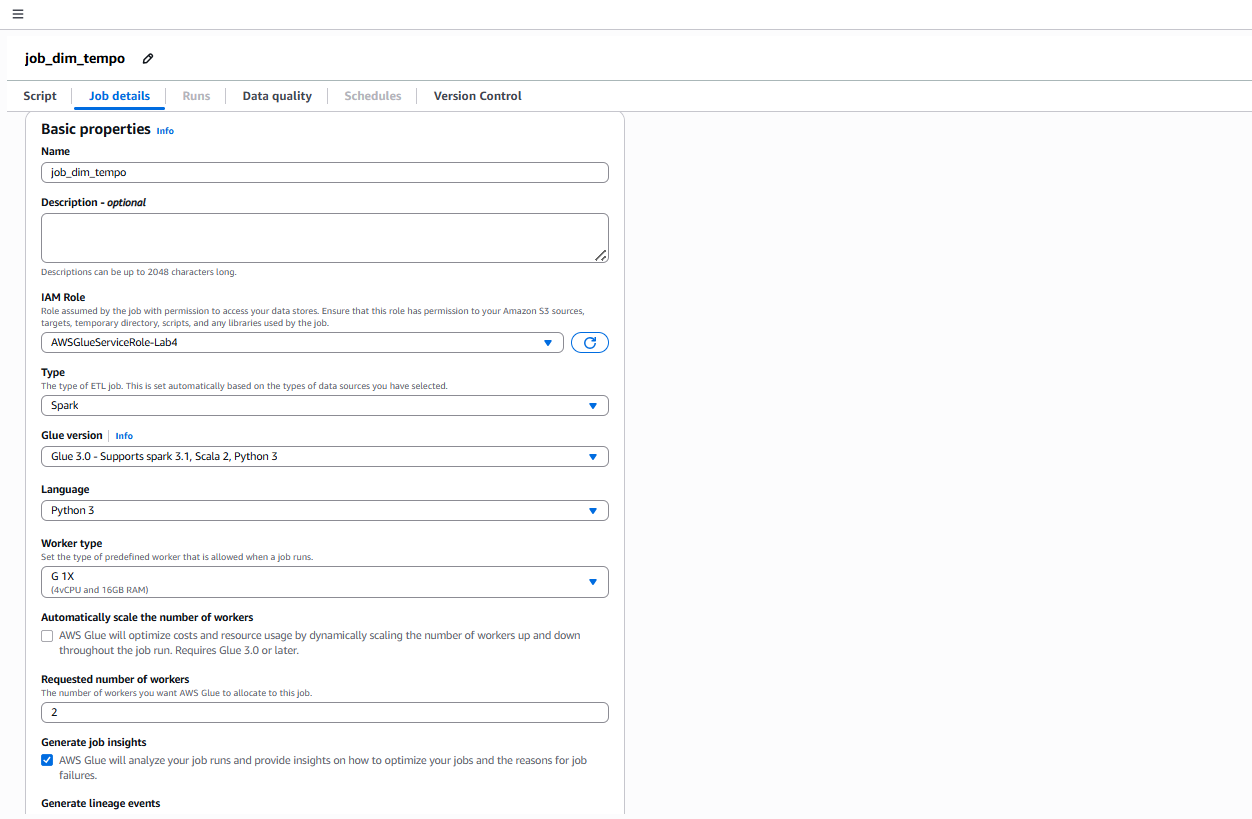 job_dim_tempo
Script
Job details
Runs
Data quality
Schedules
Version Control
Basic properties Info
Name
job_dim_tempo
Description - optional
Descriptions can be up to 2048 characters long.
IAM Role
Role assumed by the job with permission to access your data stores. Ensure that this role has permission to your Amazon S3 sources,
targets, temporary directory, scripts, and any libraries used by the job.
AWSGlueServiceRole-Lab4
Type
The type of ETL job. This is set automatically based on the types of data sources you have selected.
Spark
Glue version Info
Glue 3.0 - Supports spark 3.1, Scala 2, Python 3
Language
Python 3
Worker type
Set the type of predefined worker that is allowed when a job runs.
G 1X
(4vCPU and 16GB RAM)
Automatically scale the number of workers
AWS Glue will optimize costs and resource usage by dynamically scaling the number of workers up and down
throughout the job run. Requires Glue 3.0 or later.
Requested number of workers
The number of workers you want AWS Glue to allocate to this job.
2
Generate job insights
AWS Glue will analyze your job runs and provide insights on how to optimize your jobs and the reasons for job
failures.
Generate lineage events